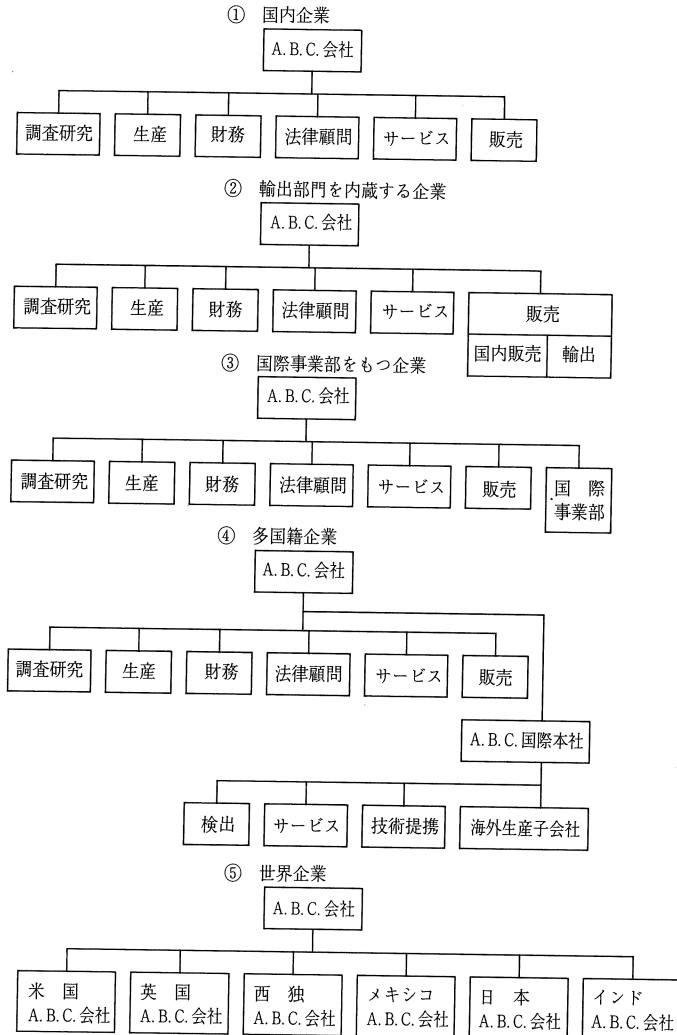 ① 国内企業
A.B.C.会社
調査研究 生産 財務 法律顧問 サービス 販売
② 輸出部門を内蔵する企業
A.B.C.会社
調査研究 生産 財務 法律顧問 サービス 販売
国内販売 輸出
③ 国際事業部をもつ企業
A.B.C.会社
調査研究 生産 財務 法律顧問 サービス 販売 国際
事業部
④ 多国籍企業
A.B.C.会社
調査研究 生産 財務 法律顧問 サービス 販売
A.B.C.国際本社
検出 サービス 技術提携 海外生産子会社
⑤ 世界企業
A.B.C.会社
米国 英国 西独 メキシコ 日本 インド
A.B.C.会社 A.B.C.会社 A.B.C.会社 A.B.C.会社 A.B.C.会社 A.B.C.会社